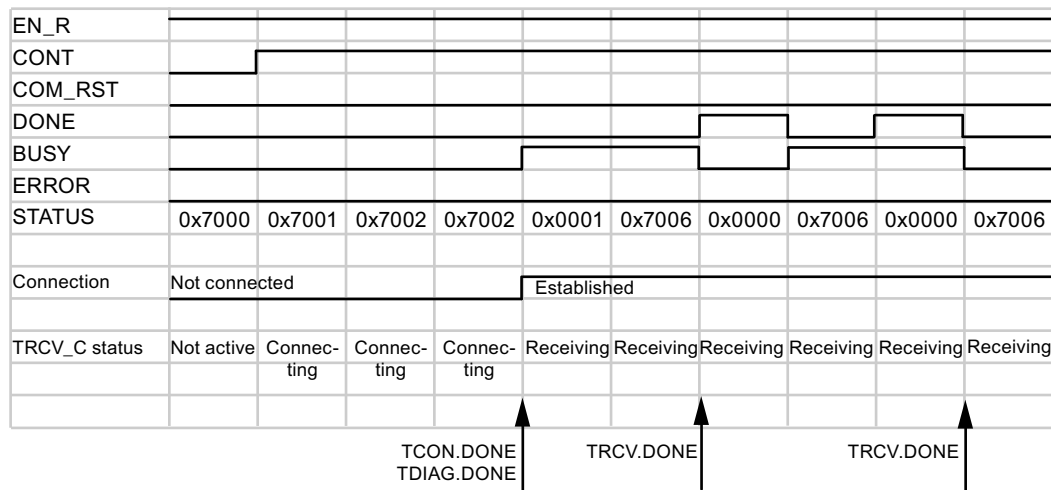 EN_R
CONT
COM_RST
DONE
BUSY
ERROR
STATUS 0x7000 0x7001 0x7002 0x7002 0x0001 0x7006 0x0000 0x7006 0x0000 0x7006
Connection Not connected Established
TRCV_C status Not active Connec- Connec- Connec- Receiving Receiving Receiving Receiving Receiving Receiving
ting ting ting
TCON.DONE TRCV.DONE TRCV.DONE
TDIAG.DONE